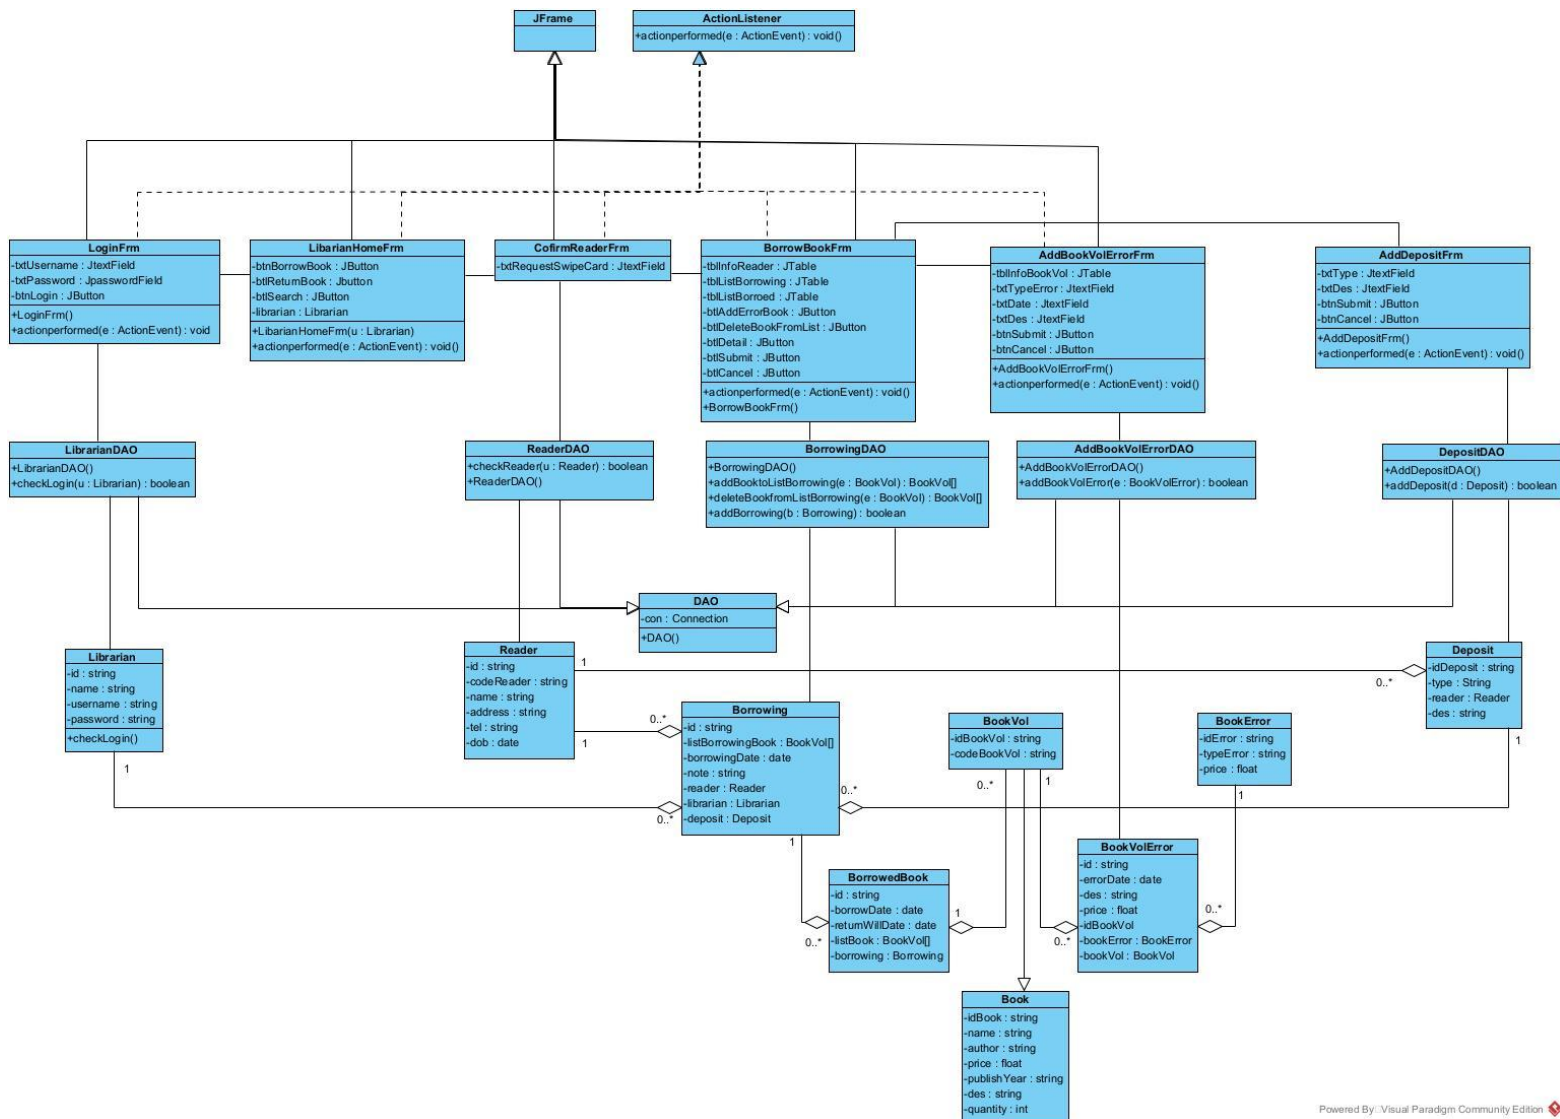 JFrame
ActionListener
+actionperformed(e : ActionEvent) : void()
LoginFrm
-txtUsername : JtextField
-txtPassword : JpasswordField
-btnLogin : JButton
+LoginFrm()
+actionperformed(e : ActionEvent) : void
LibarianHomeFrm
-btnBorrowBook : JButton
-btlReturnBook : Jbutton
-btlSearch : JButton
-librarian : Librarian
+LibarianHomeFrm(u : Librarian)
+actionperformed(e : ActionEvent) : void()
CofirmReaderFrm
-txtRequestSwipeCard : JtextField
BorrowBookFrm
-tblInfoReader : JTable
-tblListBorrowing : JTable
-tblListBorroed : JTable
-btlAddErrorBook : JButton
-btlDeleteBookFromList : JButton
-btlDetail : JButton
-btlSubmit : JButton
-btlCancel : JButton
+actionperformed(e : ActionEvent) : void()
+BorrowBookFrm()
AddBookVolErrorFrm
-tblInfoBookVol : JTable
-txtTypeError : JtextField
-txtDate : JtextField
-txtDes : JtextField
-btnSubmit : JButton
-btnCancel : JButton
+AddBookVolErrorFrm()
+actionperformed(e : ActionEvent) : void()
AddDepositFrm
-txtType : JtextField
-txtDes : JtextField
-btnSubmit : JButton
-btnCancel : JButton
+AddDepositFrm()
+actionperformed(e : ActionEvent) : void()
LibrarianDAO
+LibrarianDAO()
+checkLogin(u : Librarian) : boolean
ReaderDAO
+checkReader(u : Reader) : boolean
+ReaderDAO()
BorrowingDAO
+BorrowingDAO()
+addBooktoListBorrowing(e : BookVol) : BookVol[]
+deleteBookfromListBorrowing(e : BookVol) : BookVol[]
+addBorrowing(b : Borrowing) : boolean
AddBookVolErrorDAO
+AddBookVolErrorDAO()
+addBookVolError(e : BookVolError) : boolean
DepositDAO
+AddDepositDAO()
+addDeposit(d : Deposit) : boolean
DAO
-con : Connection
+DAO()
Librarian
-id : string
-name : string
-username : string
-password : string
+checkLogin()
1
Reader
-id : string
-codeReader : string
-name : string
-address : string
-tel : string
-dob : date
1
0..*
1
0..*
Deposit
-idDeposit : string
-type : String
-reader : Reader
-des : string
1
Borrowing
-id : string
-listBorrowingBook : BookVol[]
-borrowingDate : date
-note : string
-reader : Reader
-librarian : Librarian
-deposit : Deposit
0..*
0..*
1
BookVol
-idBookVol : string
-codeBookVol : string
0..*
1
BookError
-idError : string
-typeError : string
-price : float
1
BorrowedBook
-id : string
-borrowDate : date
-returnWillDate : date
-listBook : BookVol[]
-borrowing : Borrowing
0..*
1
BookVolError
-id : string
-errorDate : date
-des : string
-price : float
-idBookVol
-bookError : BookError
-bookVol : BookVol
0..*
0..*
Book
-idBook : string
-name : string
-author : string
-price : float
-publishYear : string
-des : string
-quantity : int
Powered By Visual Paradigm Community Edition